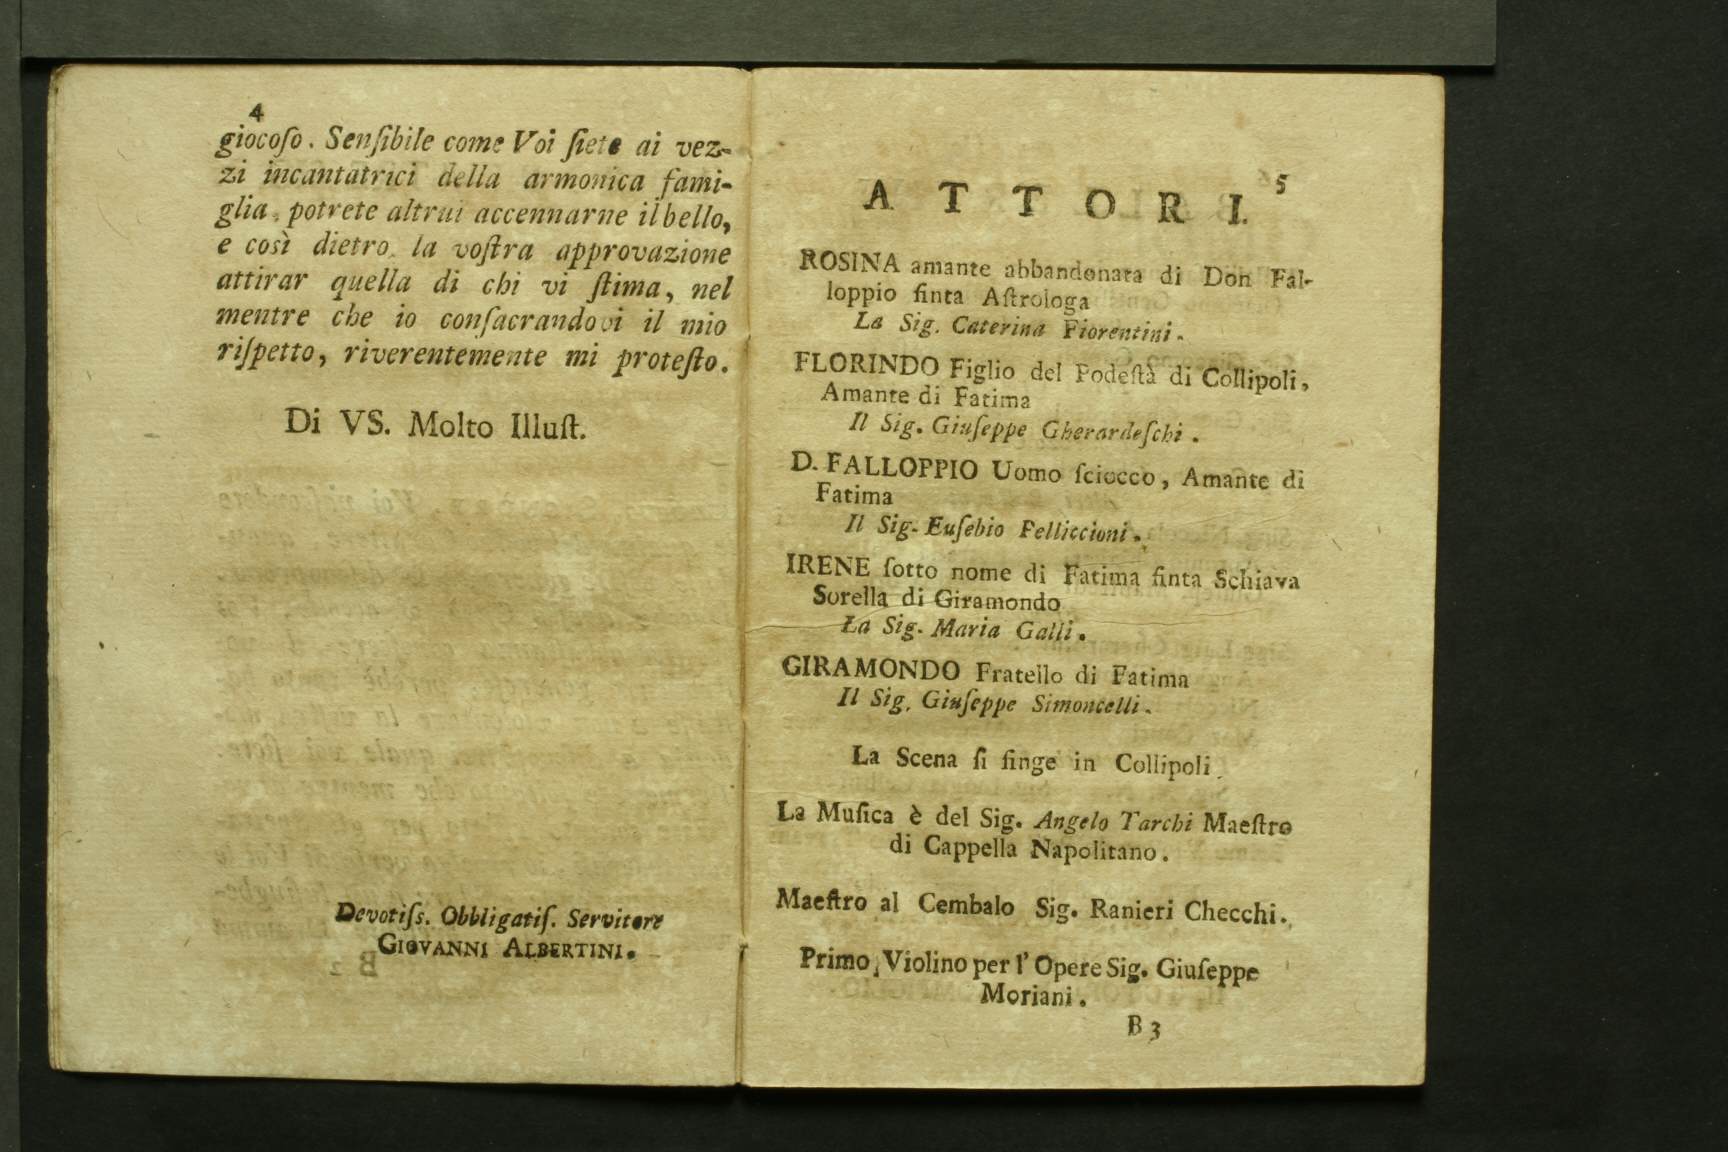 4
giocoſo. Senſibile come Voi ſiete ai vez-
zi incantatrici della armonica fami-
glia, potrete altrui accennarne il bello,
e così dietro la voſtra approvazione
attirar quella di chi vi ſtima, nel
mentre che io conſacrandovi il mio
riſpetto, riverentemente mi proteſto.
Di VS. Molto Illuſt.
Devotiſs. Obbligatiſ. Servitore
GIOVANNI ALBERTINI.
5
ATTORI.
ROSINA amante abbandonata di Don Fal-
loppio finta Aſtrologa
La Sig. Caterina Fiorentini.
FLORINDO Figlio del Podeſtà di Collipoli,
Amante di Fatima
Il Sig. Giuſeppe Gherardeſchi.
D. FALLOPPIO Uomo ſciocco, Amante di
Fatima
Il Sig. Euſebio Pelliccioni.
IRENE ſotto nome di Fatima finta Schiava
Sorella di Giramondo
La Sig. Maria Galli.
GIRAMONDO Fratello di Fatima
Il Sig. Giuſeppe Simoncelli.
La Scena ſi finge in Collipoli.
La Muſica è del Sig. Angelo Tarchi Maeſtro
di Cappella Napolitano.
Maeſtro al Cembalo Sig. Ranieri Checchi.
Primo Violino per l' Opere Sig. Giuſeppe
Moriani.
B 3